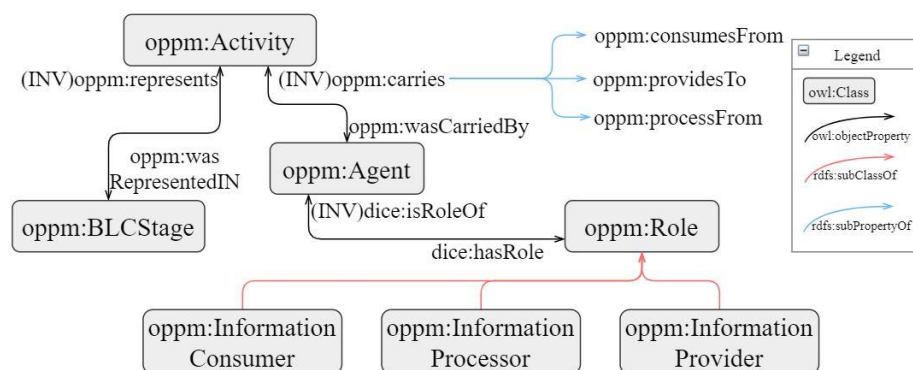 oppm:Activity
(INV)oppm:represents
(INV)oppm:carries
oppm:consumesFrom
oppm:providesTo
oppm:processFrom
oppm:wasCarriedBy
oppm:was
RepresentedIN
oppm:Agent
oppm:BLCStage
(INV)dice:isRoleOf
dice:hasRole
oppm:Role
oppm:Information
Consumer
oppm:Information
Processor
oppm:Information
Provider
Legend
owl:Class
owl:objectProperty
rdfs:subClassOf
rdfs:subPropertyOf